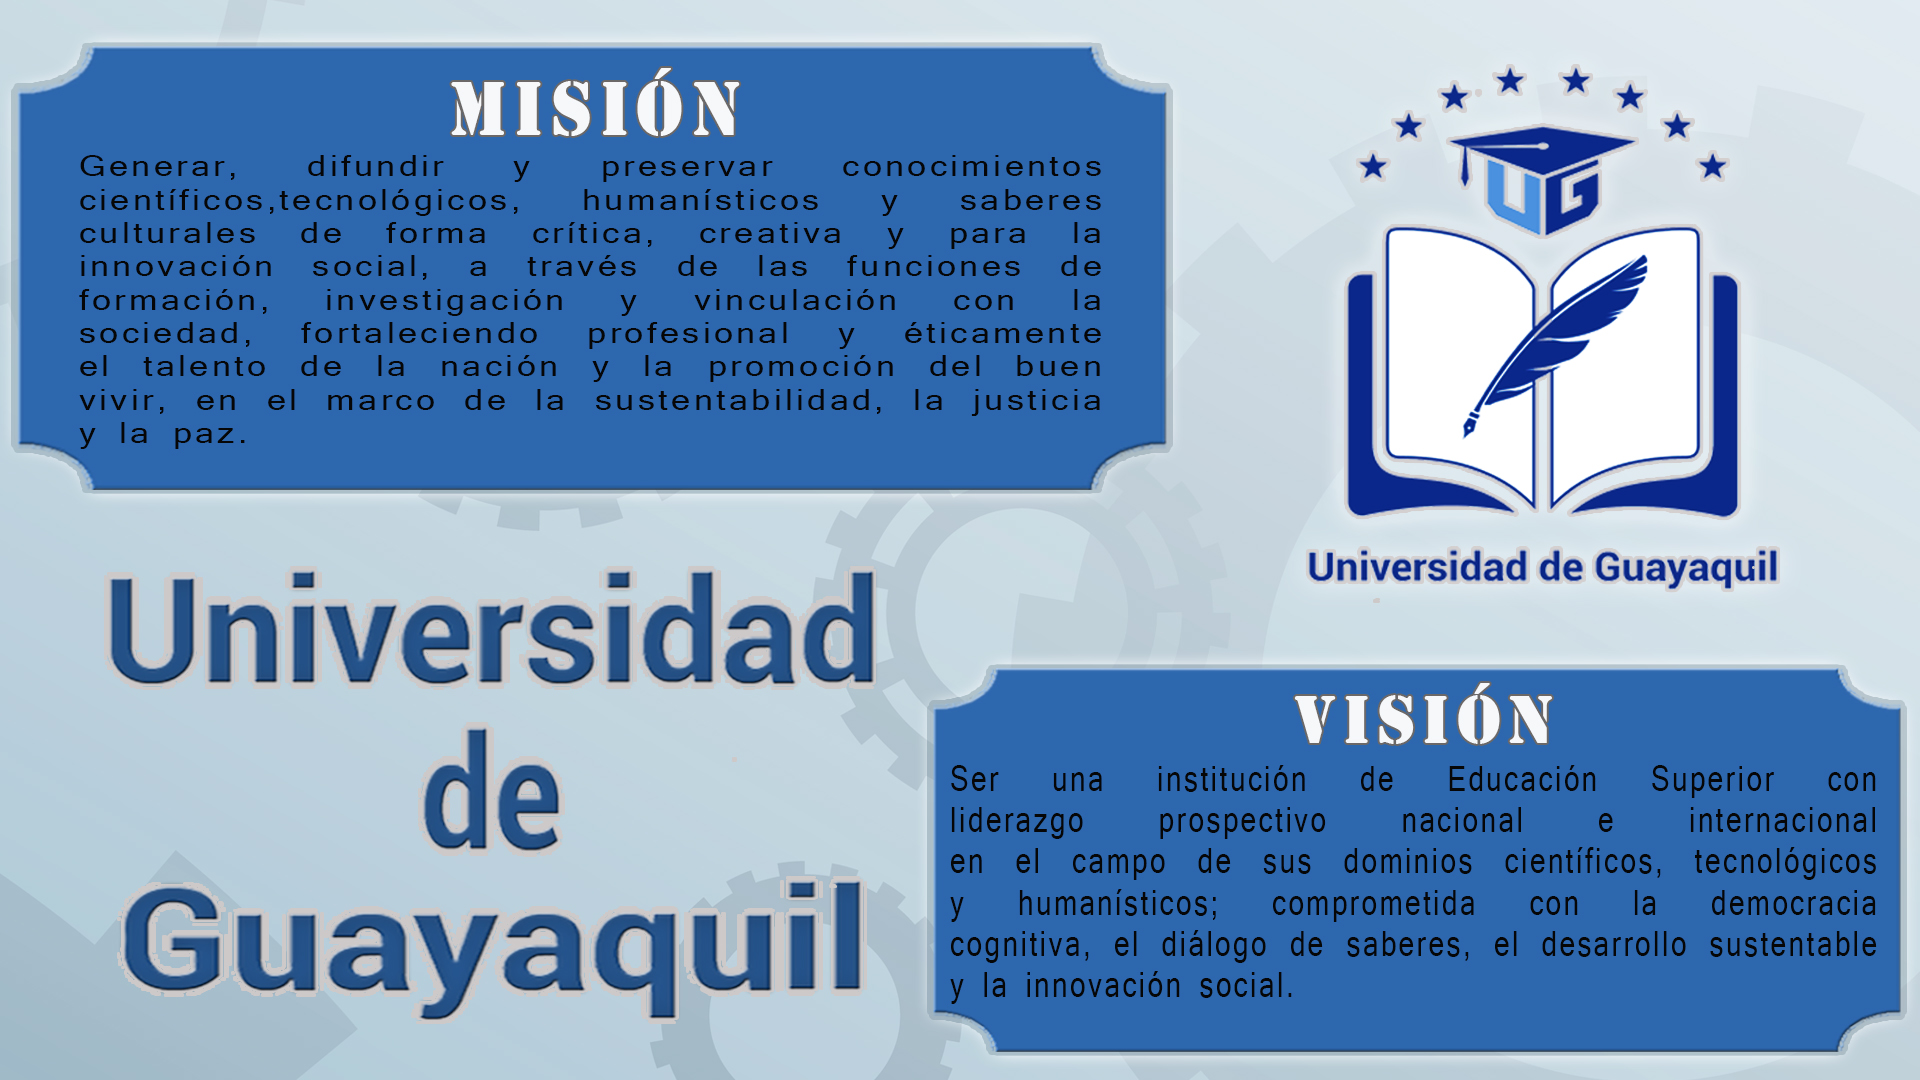 MISIÓN
Generar, difundir y preservar conocimientos
científicos,tecnológicos, humanísticos y saberes
culturales de forma crítica, creativa y para la
innovación social, a través de las funciones de
formación, investigación y vinculación con la
sociedad, fortaleciendo profesional y éticamente
el talento de la nación y la promoción del buen
vivir, en el marco de la sustentabilidad, la justicia
y la paz.
UG
Universidad de Guayaquil
Universidad
de
Guayaquil
VISIÓN
Ser una institución de Educación Superior con
liderazgo prospectivo nacional e internacional
en el campo de sus dominios científicos, tecnológicos
y humanísticos; comprometida con la democracia
cognitiva, el diálogo de saberes, el desarrollo sustentable
y la innovación social.